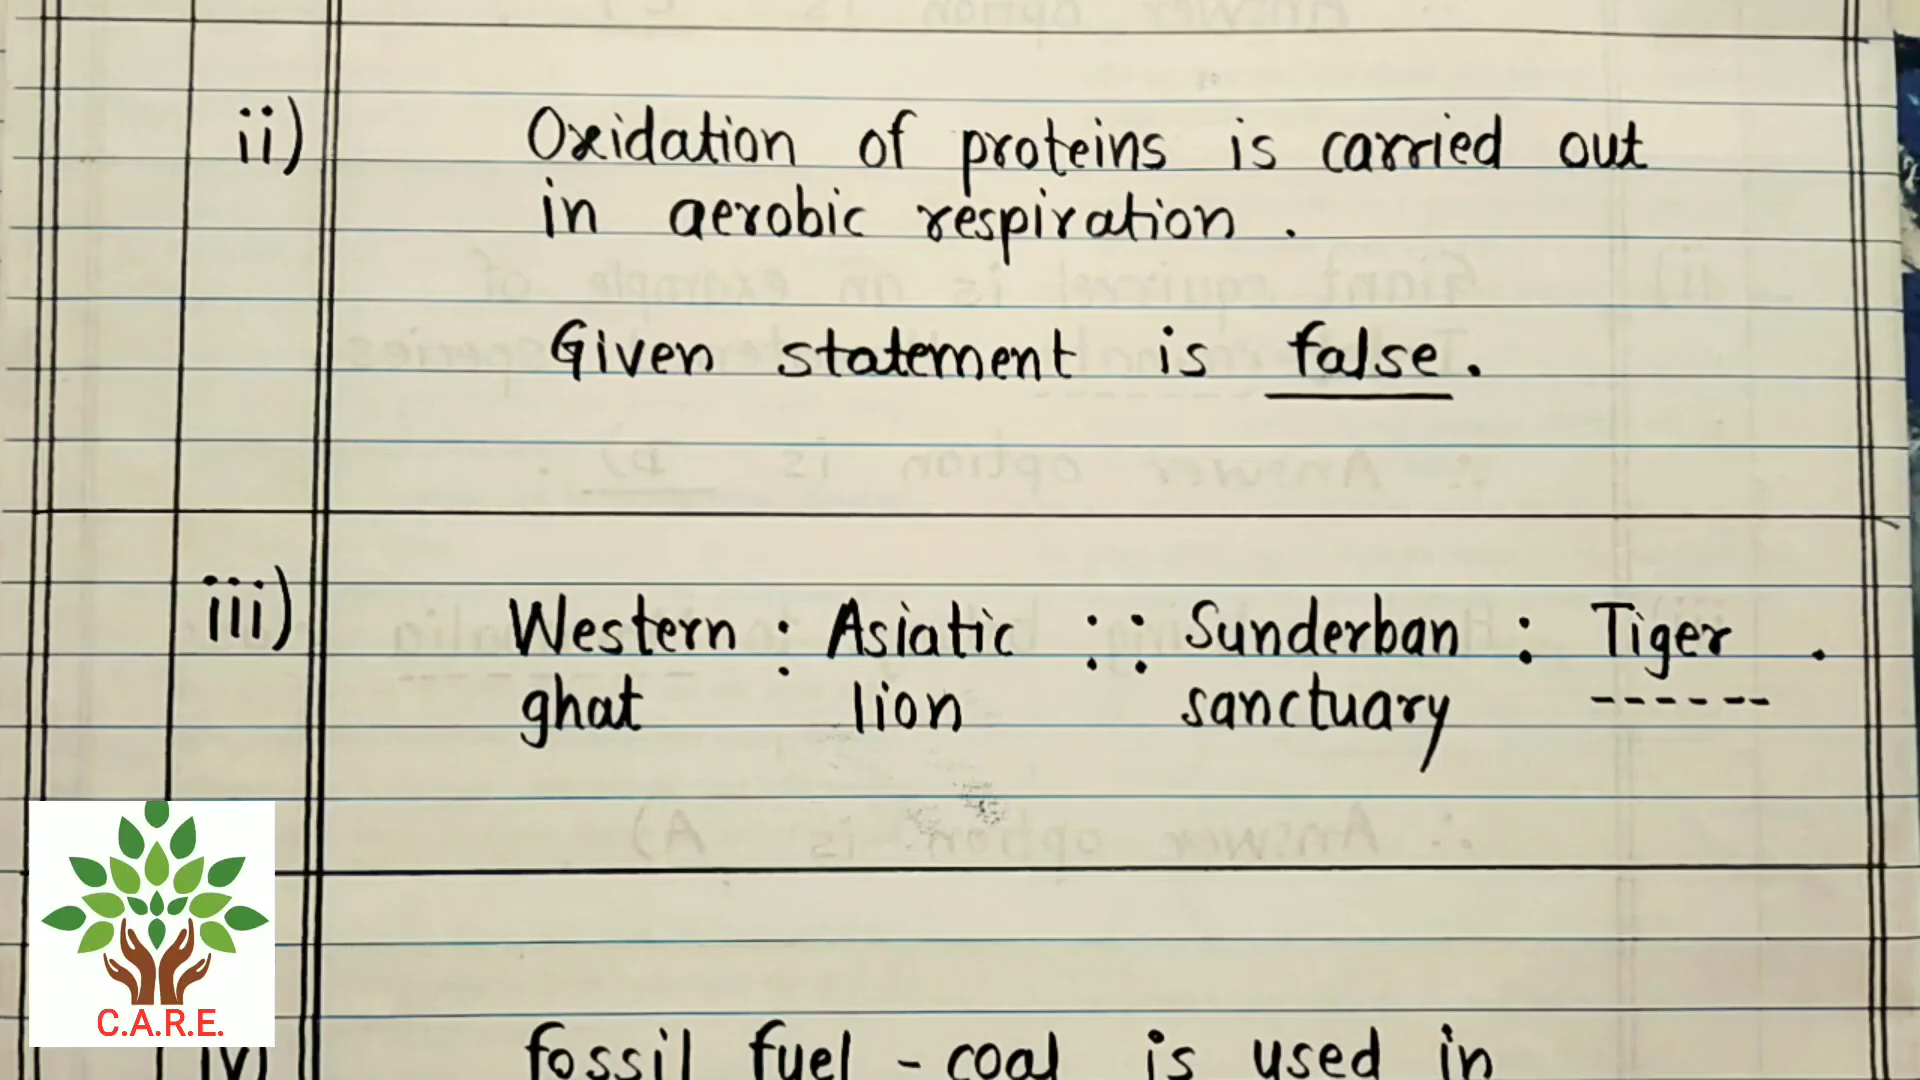 ii) Oxidation of proteins is carried out
in aerobic respiration .
Given statement is false.
iii) Western : Asiatic :: Sunderban : Tiger .
ghat lion sanctuary
C.A.R.E.
iv) fossil fuel - coal is used in